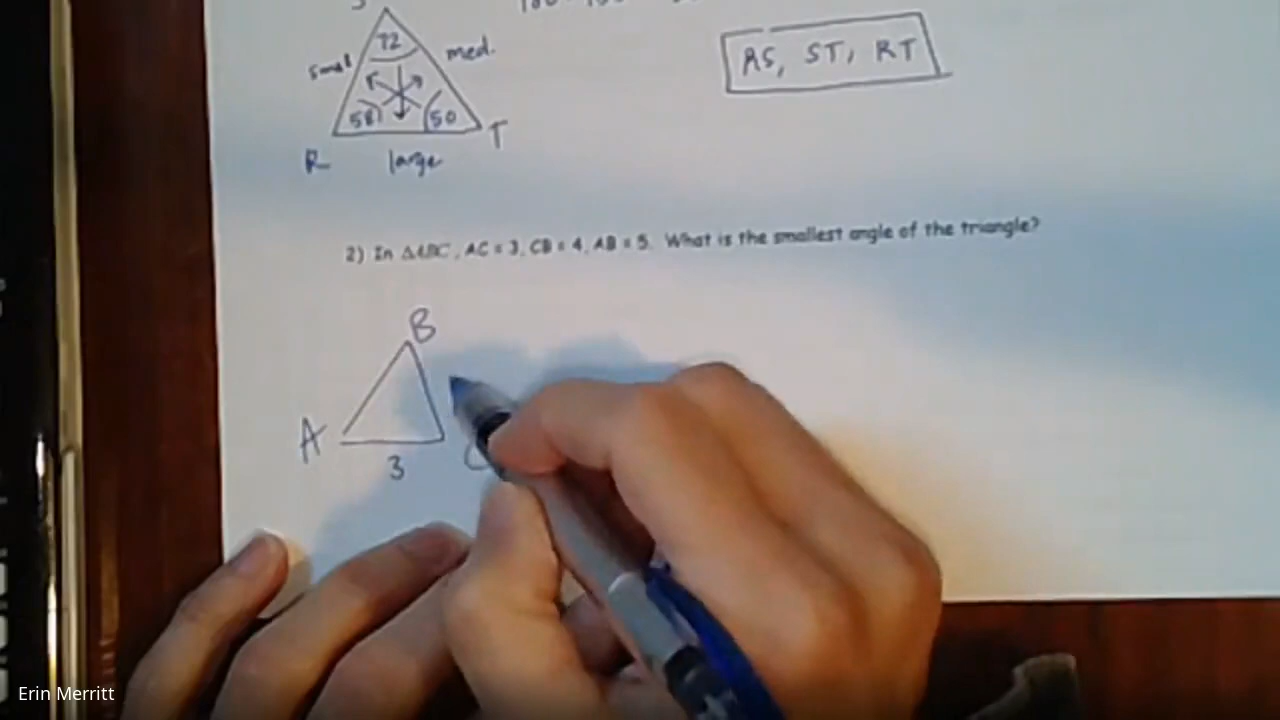 72
small
med.
58
50
T
R
large
RS, ST, RT
2) In ΔABC, AC = 3, CB = 4, AB = 5. What is the smallest angle of the triangle?
B
A
3
C
Erin Merritt